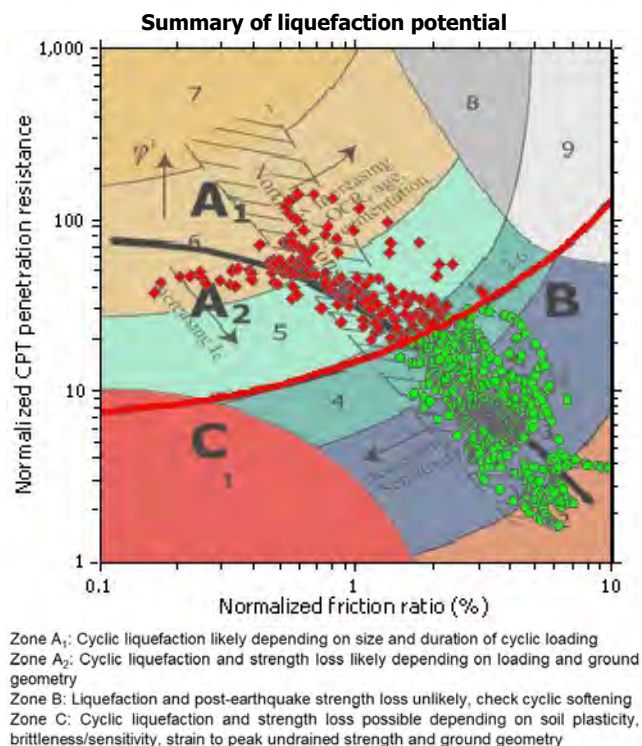 Summary of liquefaction potential
1,000
7
8
9
φ'
Increasing
OCR, age
A1
100
6
A2
B
5
Normalized CPT penetration resistance
10
4
C
1
1
0.1
1
10
Normalized friction ratio (%)
Zone A1: Cyclic liquefaction likely depending on size and duration of cyclic loading
Zone A2: Cyclic liquefaction and strength loss likely depending on loading and ground
geometry
Zone B: Liquefaction and post-earthquake strength loss unlikely, check cyclic softening
Zone C: Cyclic liquefaction and strength loss possible depending on soil plasticity,
brittleness/sensitivity, strain to peak undrained strength and ground geometry